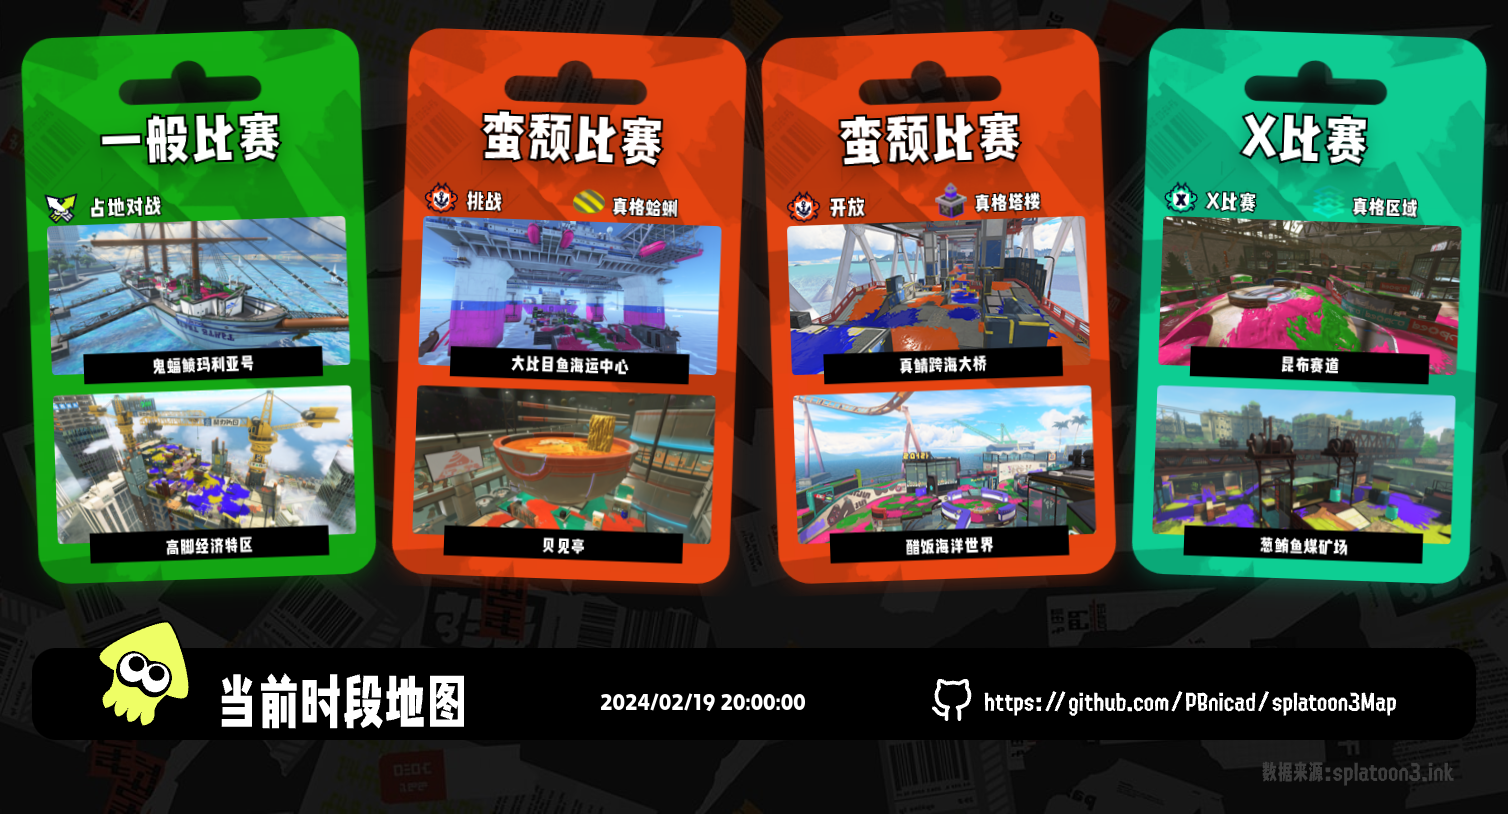 一般比赛
占地对战
鬼蝠鲼玛利亚号
高脚经济特区
蛮颓比赛
挑战
真格蛤蜊
大比目鱼海运中心
贝见亭
蛮颓比赛
开放
真格塔楼
真鲷跨海大桥
醋饭海洋世界
X比赛
X比赛
真格区域
昆布赛道
葱鲔鱼煤矿场
当前时段地图
2024/02/19 20:00:00
https://github.com/PBnicad/splatoon3Map
数据来源:splatoon3.ink